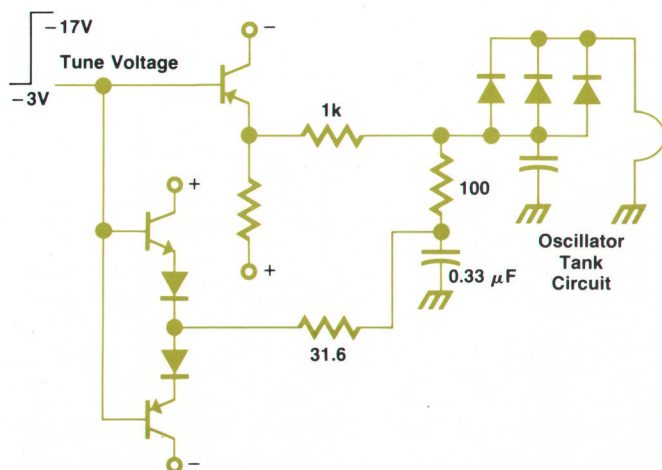 −17V
−
Tune Voltage
−3V
1k
+
100
+
0.33 μF
Oscillator
Tank
Circuit
31.6
−